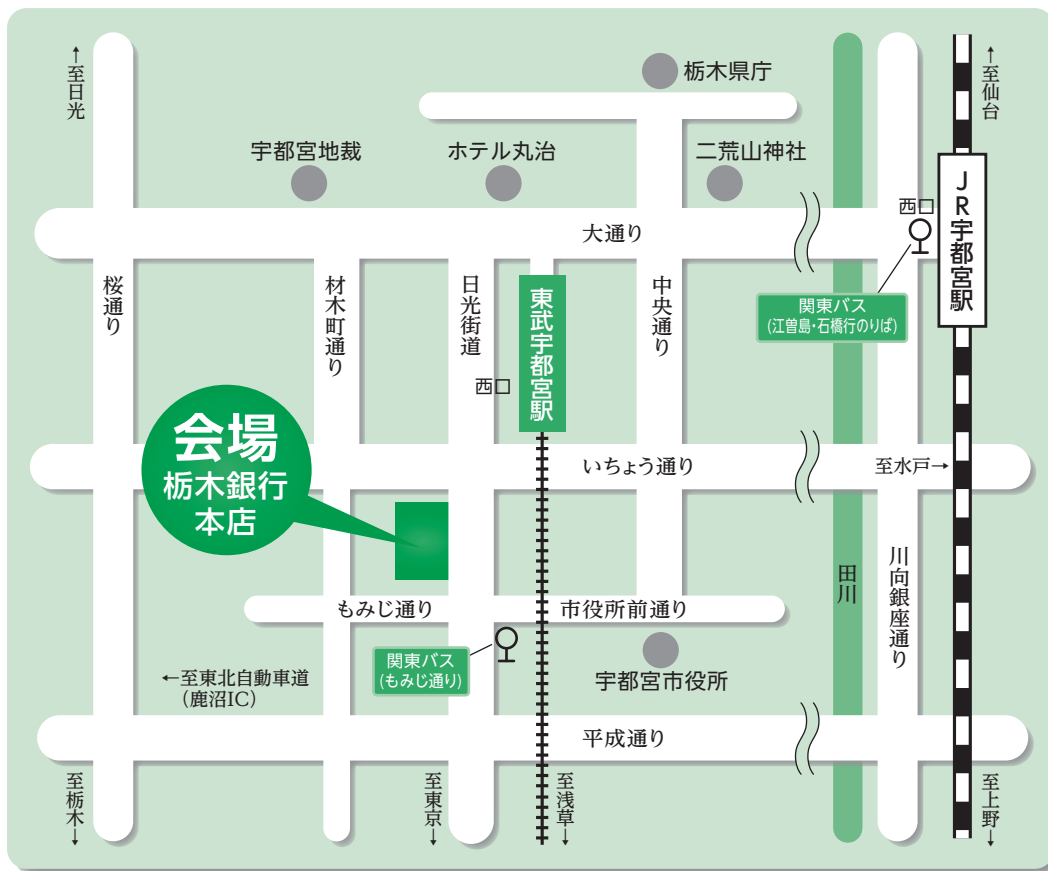 ↑至日光
栃木県庁
↑至仙台
宇都宮地裁
ホテル丸治
二荒山神社
西口
JR宇都宮駅
大通り
桜通り
材木町通り
日光街道
東武宇都宮駅
中央通り
関東バス
(江曽島・石橋行のりば)
西口
会場
栃木銀行
本店
いちょう通り
至水戸→
田川
川向銀座通り
もみじ通り
市役所前通り
関東バス
(もみじ通り)
宇都宮市役所
←至東北自動車道
(鹿沼IC)
平成通り
至栃木↓
至東京↓
至浅草↓
至上野↓